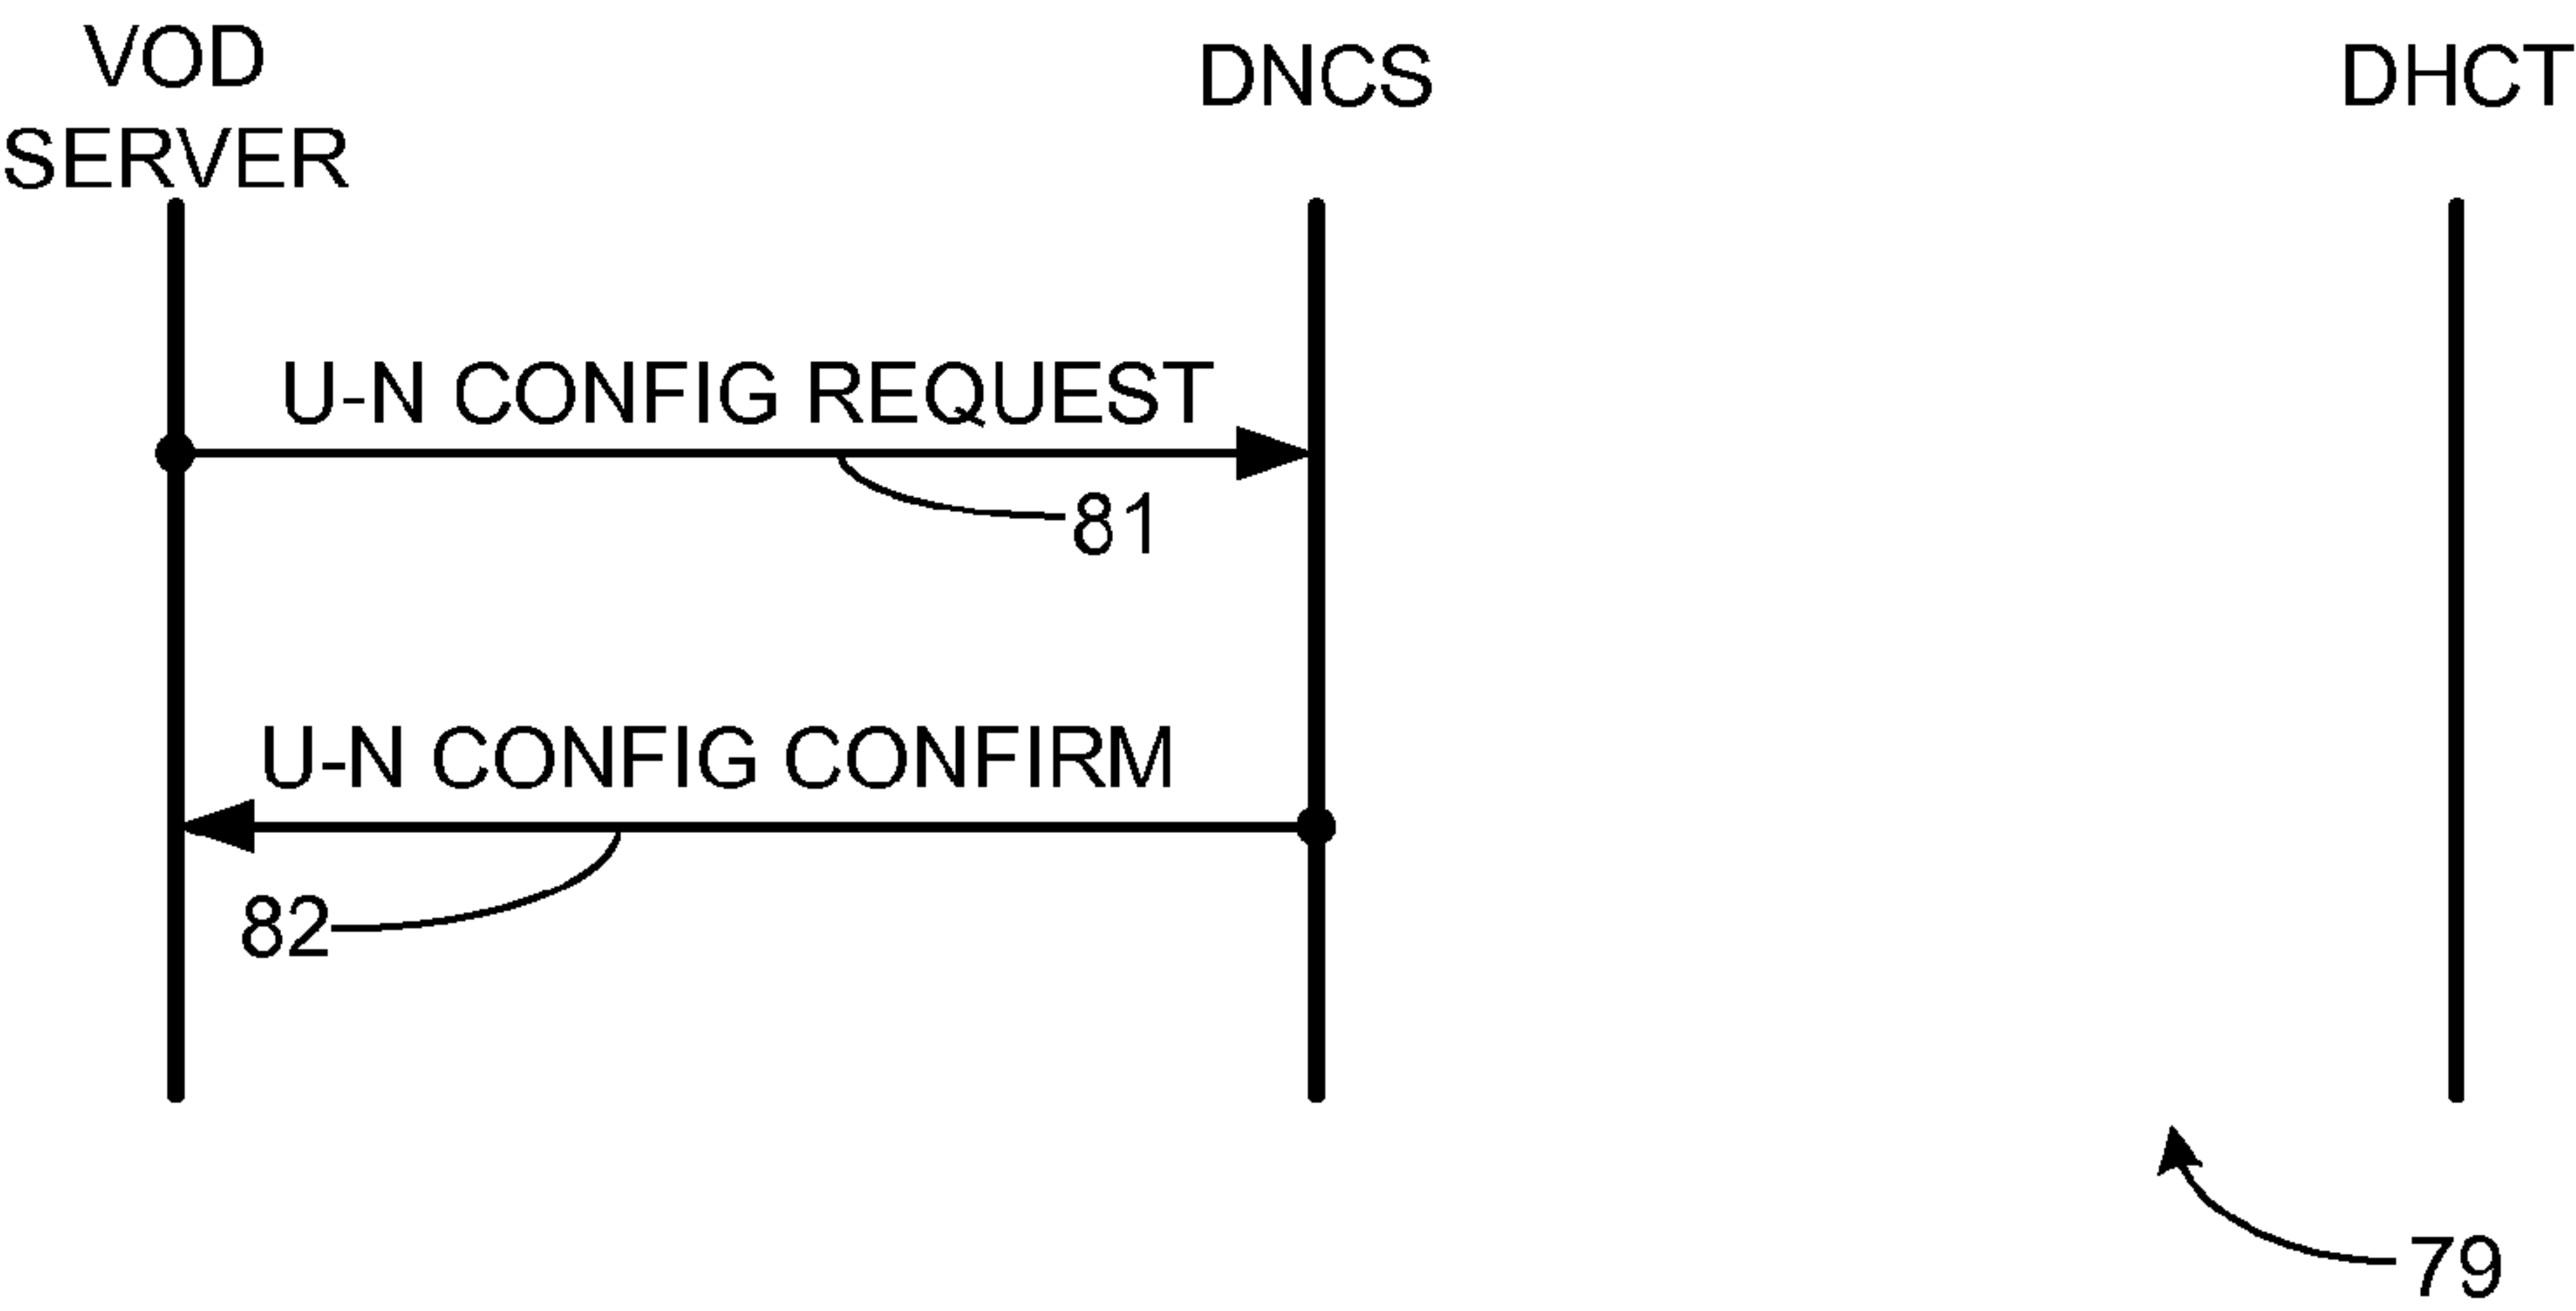 VOD
SERVER
DNCS
DHCT
U-N CONFIG REQUEST
81
U-N CONFIG CONFIRM
82
79